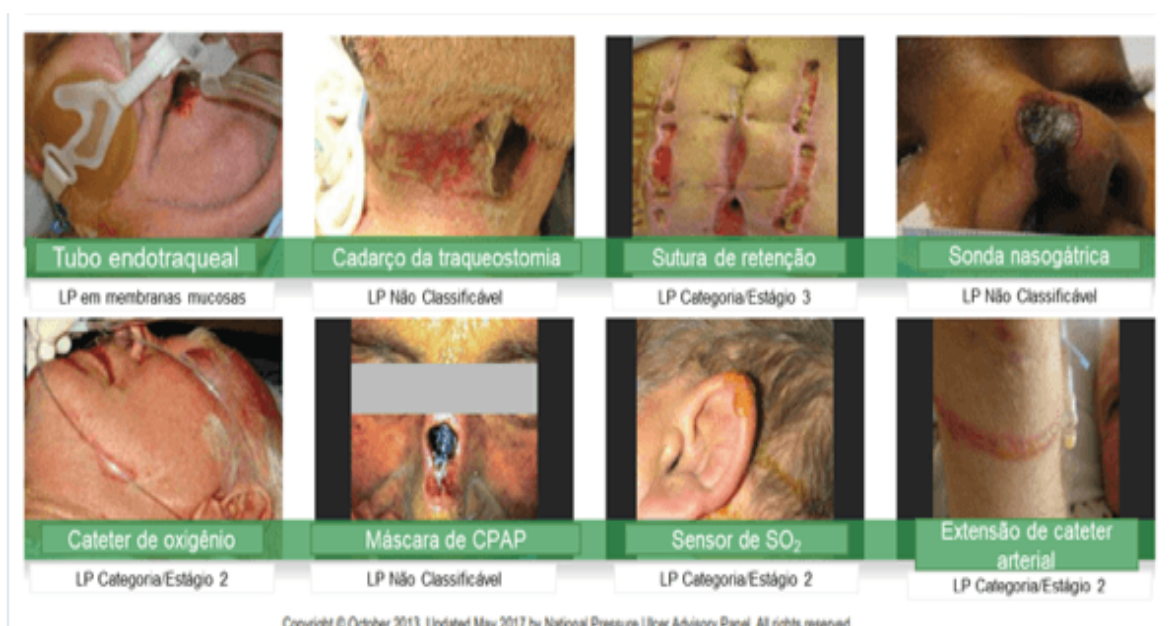 Tubo endotraqueal
Cadarço da traqueostomia
Sutura de retenção
Sonda nasogátrica
LP em membranas mucosas
LP Não Classificável
LP Categoria/Estágio 3
LP Não Classificável
Cateter de oxigênio
Máscara de CPAP
Sensor de SO₂
Extensão de cateter
arterial
LP Categoria/Estágio 2
LP Não Classificável
LP Categoria/Estágio 2
LP Categoria/Estágio 2
Copyright © October 2013, Updated May 2017 by National Pressure Ulcer Advisory Panel. All rights reserved